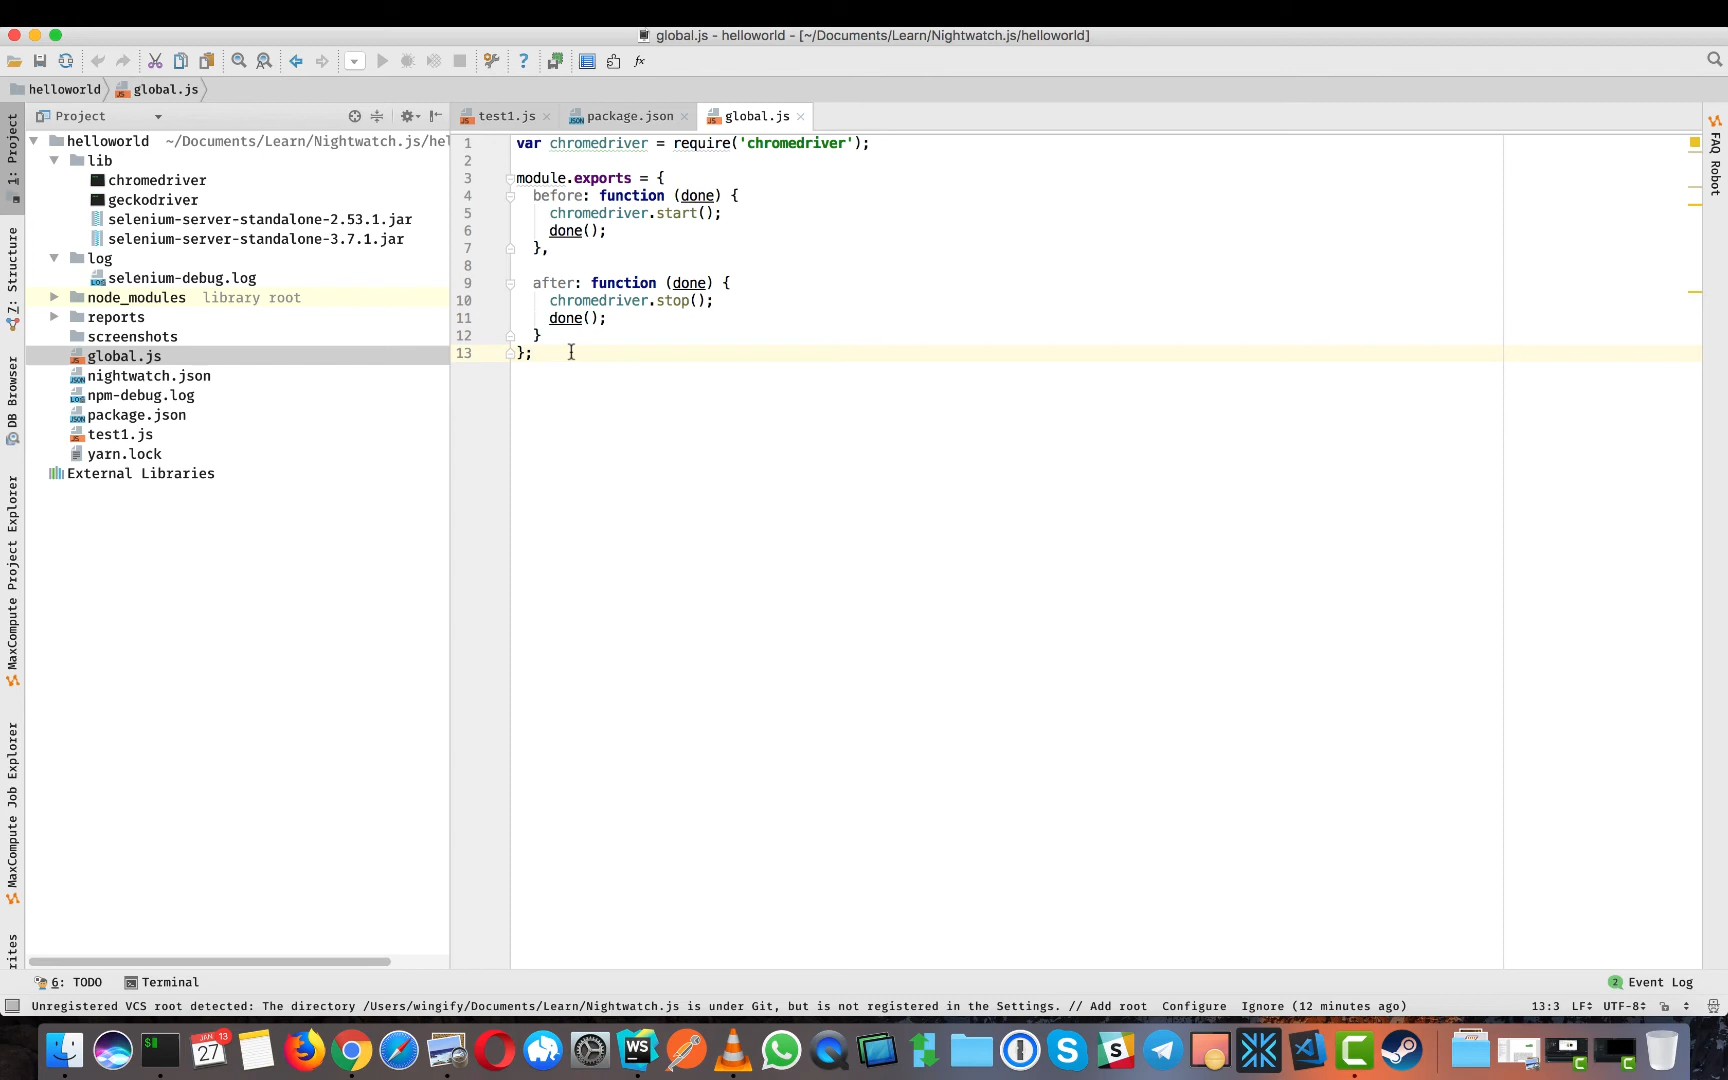 global.js - helloworld - [~/Documents/Learn/Nightwatch.js/helloworld]
helloworld
global.js
Project
test1.js
package.json
global.js
1: Project
7: Structure
DB Browser
MaxCompute Project Explorer
MaxCompute Job Explorer
rites
helloworld ~/Documents/Learn/Nightwatch.js/hel
lib
chromedriver
geckodriver
selenium-server-standalone-2.53.1.jar
selenium-server-standalone-3.7.1.jar
log
selenium-debug.log
node_modules library root
reports
screenshots
global.js
nightwatch.json
npm-debug.log
package.json
test1.js
yarn.lock
External Libraries
1 var chromedriver = require('chromedriver');
2
3 module.exports = {
4 before: function (done) {
5 chromedriver.start();
6 done();
7 },
8
9 after: function (done) {
10 chromedriver.stop();
11 done();
12 }
13 };
FAQ Robot
6: TODO
Terminal
2 Event Log
Unregistered VCS root detected: The directory /Users/wingify/Documents/Learn/Nightwatch.js is under Git, but is not registered in the Settings. // Add root Configure Ignore (12 minutes ago)
13:3 LF UTF-8
JAN
13
27
WS